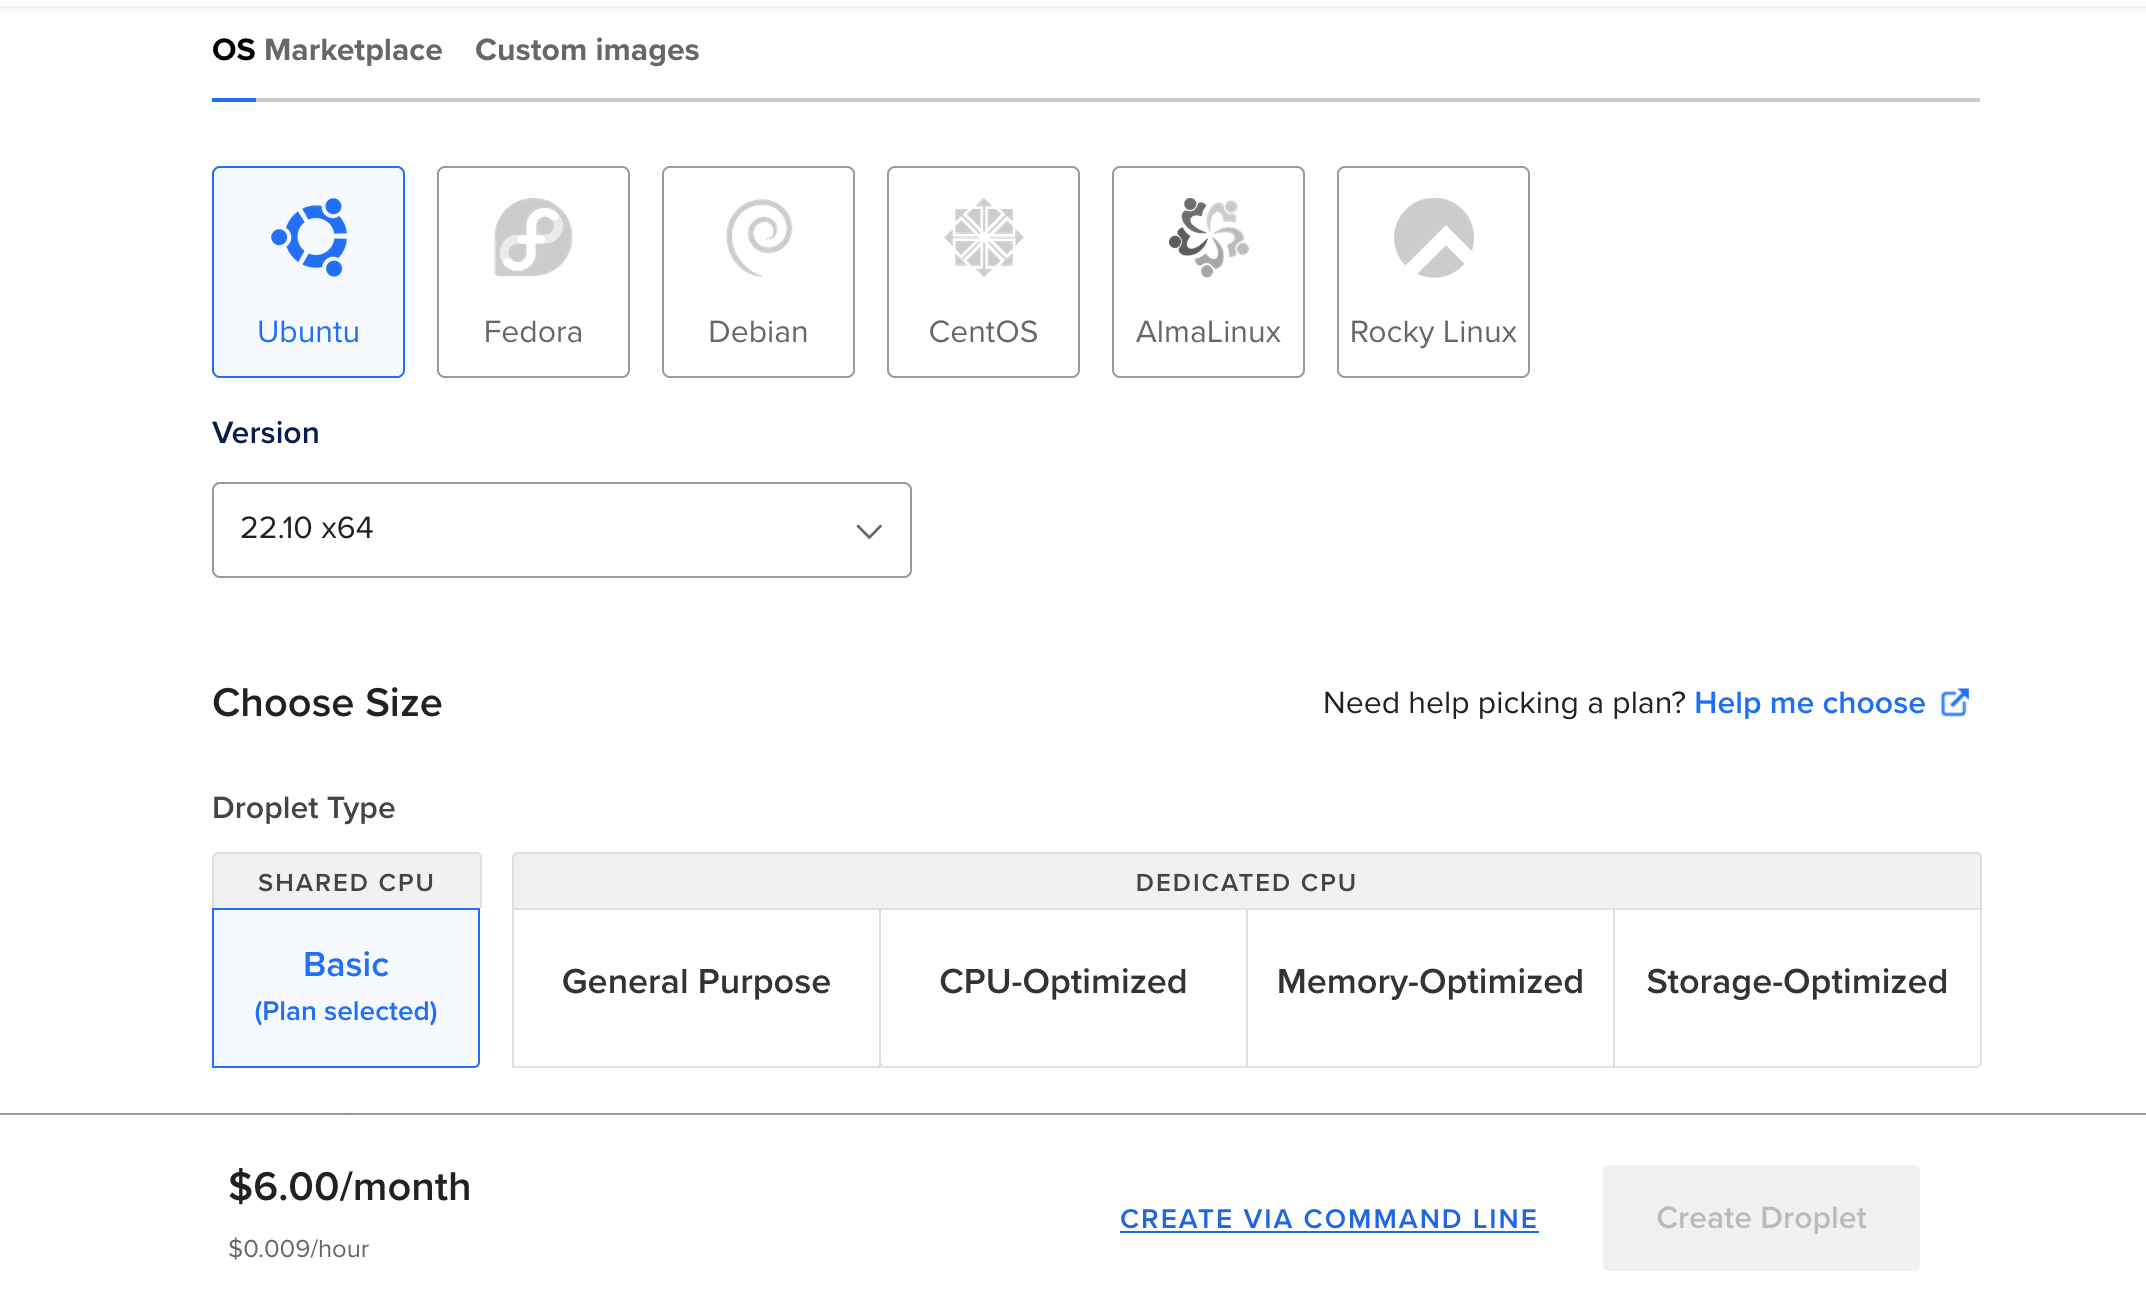 OS Marketplace Custom images
Ubuntu Fedora Debian CentOS AlmaLinux Rocky Linux
Version
22.10 x64
Choose Size Need help picking a plan? Help me choose
Droplet Type
SHARED CPU DEDICATED CPU
Basic
(Plan selected)
General Purpose CPU-Optimized Memory-Optimized Storage-Optimized
$6.00/month
$0.009/hour
CREATE VIA COMMAND LINE Create Droplet